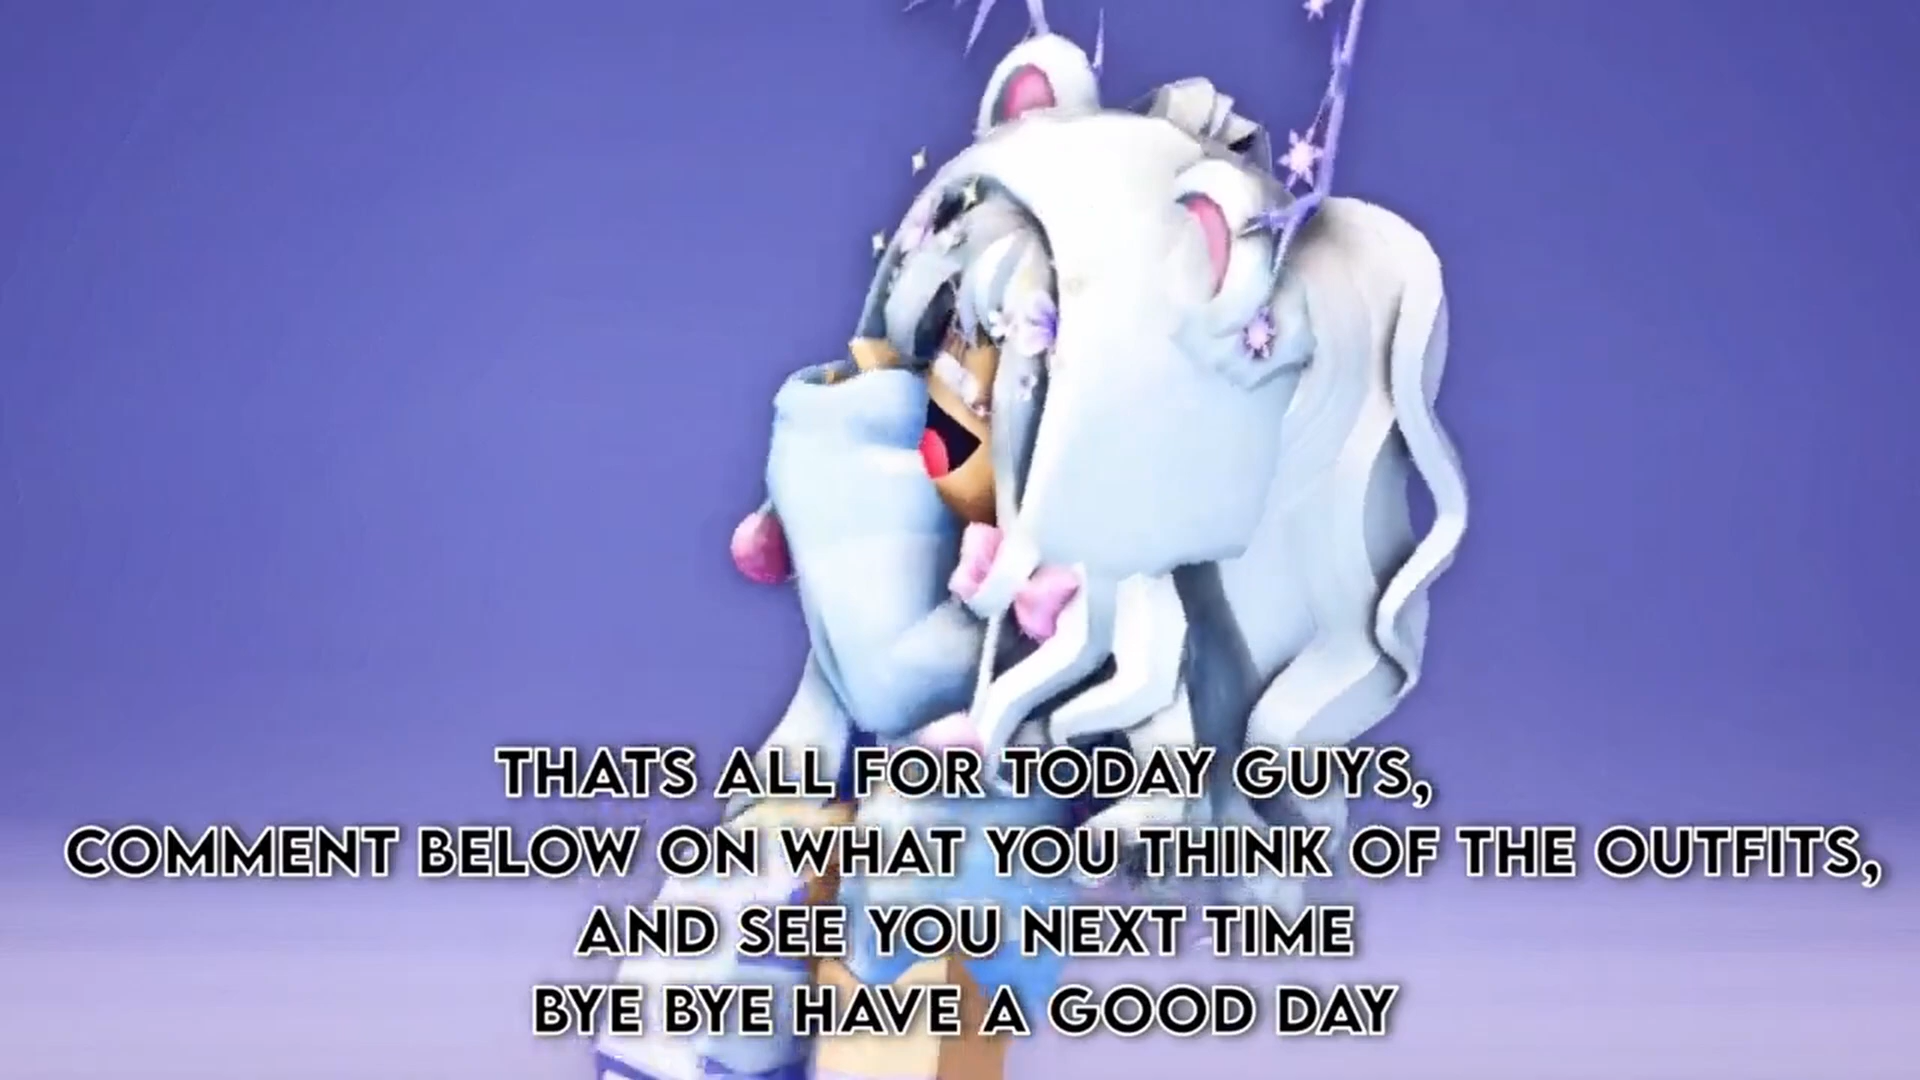 THATS ALL FOR TODAY GUYS,
COMMENT BELOW ON WHAT YOU THINK OF THE OUTFITS,
AND SEE YOU NEXT TIME
BYE BYE HAVE A GOOD DAY